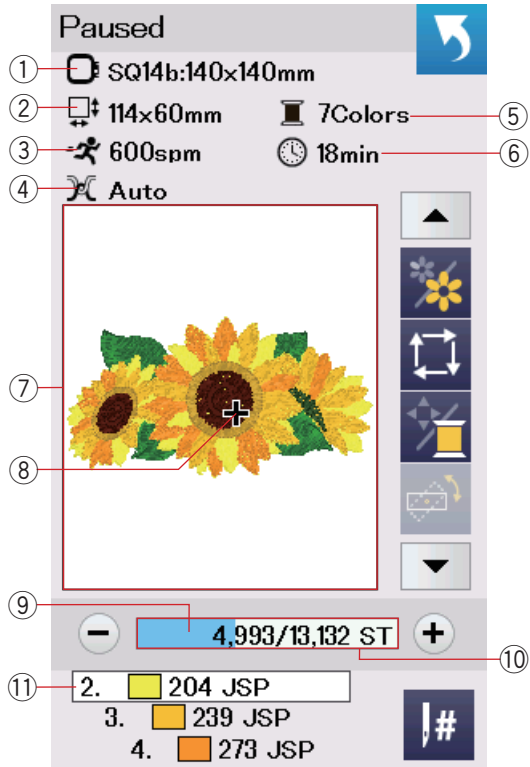 Paused
① SQ14b:140x140mm
② 114x60mm 7Colors ⑤
③ 600spm 18min ⑥
④ Auto
⑦
⑧
⑨ − 4,993/13,132 ST +
⑩
⑪ 2. 204 JSP
3. 239 JSP
4. 273 JSP
#